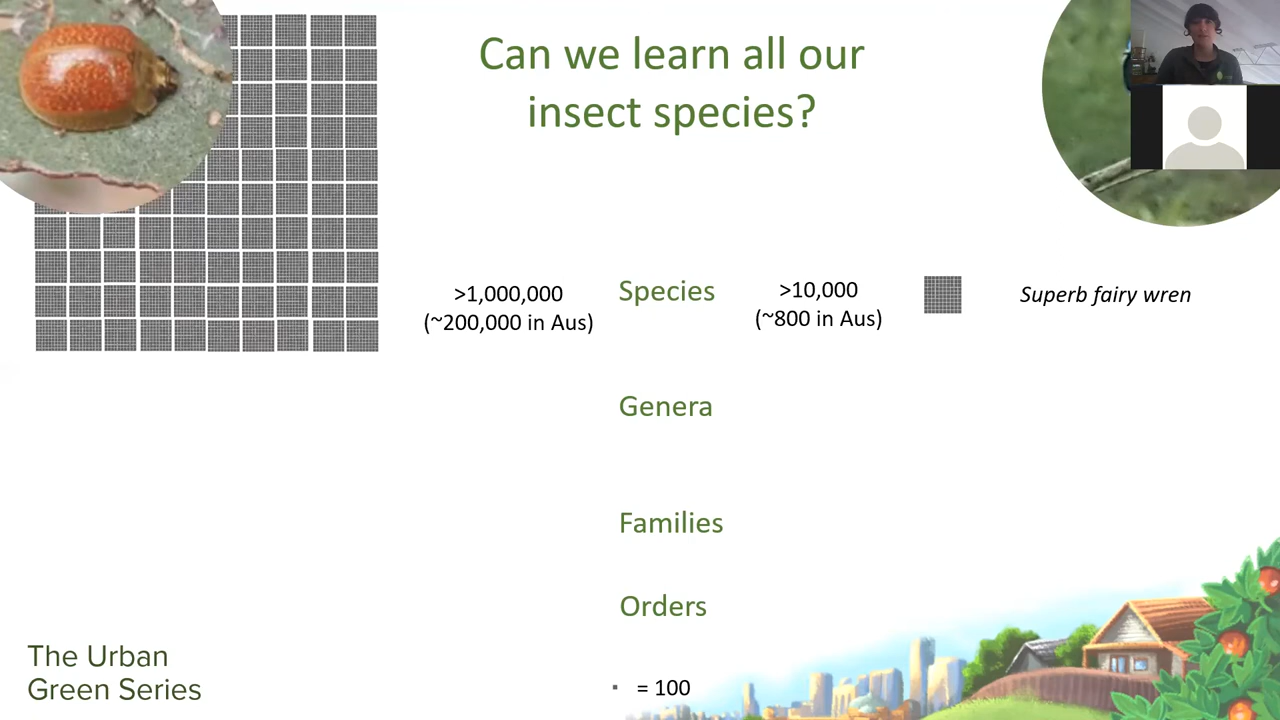 Can we learn all our
insect species?
>1,000,000
(~200,000 in Aus)
Species
>10,000
(~800 in Aus)
Superb fairy wren
Genera
Families
Orders
= 100
The Urban
Green Series